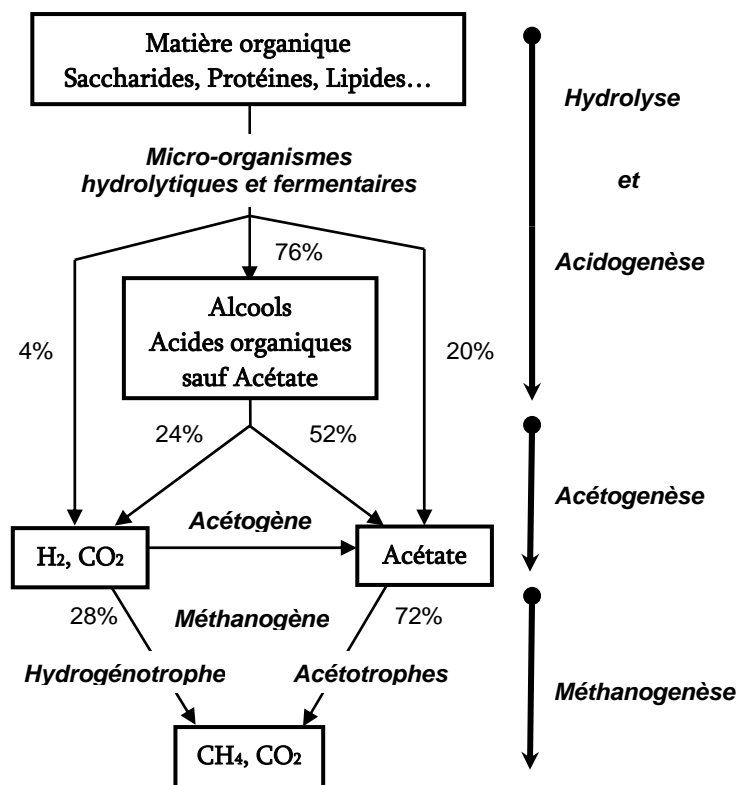 Matière organique
Saccharides, Protéines, Lipides…
Hydrolyse
Micro-organismes
hydrolytiques et fermentaires
et
76%
Acidogenèse
Alcools
Acides organiques
sauf Acétate
4%
20%
24%
52%
Acétogenèse
Acétogène
H₂, CO₂
Acétate
28%
Méthanogène
72%
Hydrogénotrophe
Acétotrophes
Méthanogenèse
CH₄, CO₂